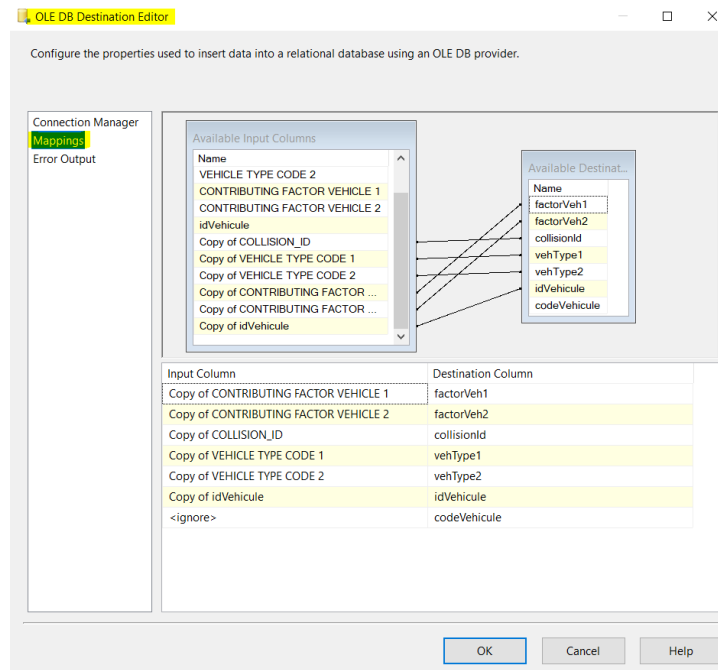 OLE DB Destination Editor
Configure the properties used to insert data into a relational database using an OLE DB provider.
Connection Manager
Mappings
Error Output
Available Input Columns
Name
VEHICLE TYPE CODE 2
CONTRIBUTING FACTOR VEHICLE 1
CONTRIBUTING FACTOR VEHICLE 2
idVehicule
Copy of COLLISION_ID
Copy of VEHICLE TYPE CODE 1
Copy of VEHICLE TYPE CODE 2
Copy of CONTRIBUTING FACTOR ...
Copy of CONTRIBUTING FACTOR ...
Copy of idVehicule
Available Destinat...
Name
factorVeh1
factorVeh2
collisionId
vehType1
vehType2
idVehicule
codeVehicule
Input Column Destination Column
Copy of CONTRIBUTING FACTOR VEHICLE 1 factorVeh1
Copy of CONTRIBUTING FACTOR VEHICLE 2 factorVeh2
Copy of COLLISION_ID collisionId
Copy of VEHICLE TYPE CODE 1 vehType1
Copy of VEHICLE TYPE CODE 2 vehType2
Copy of idVehicule idVehicule
<ignore> codeVehicule
OK Cancel Help